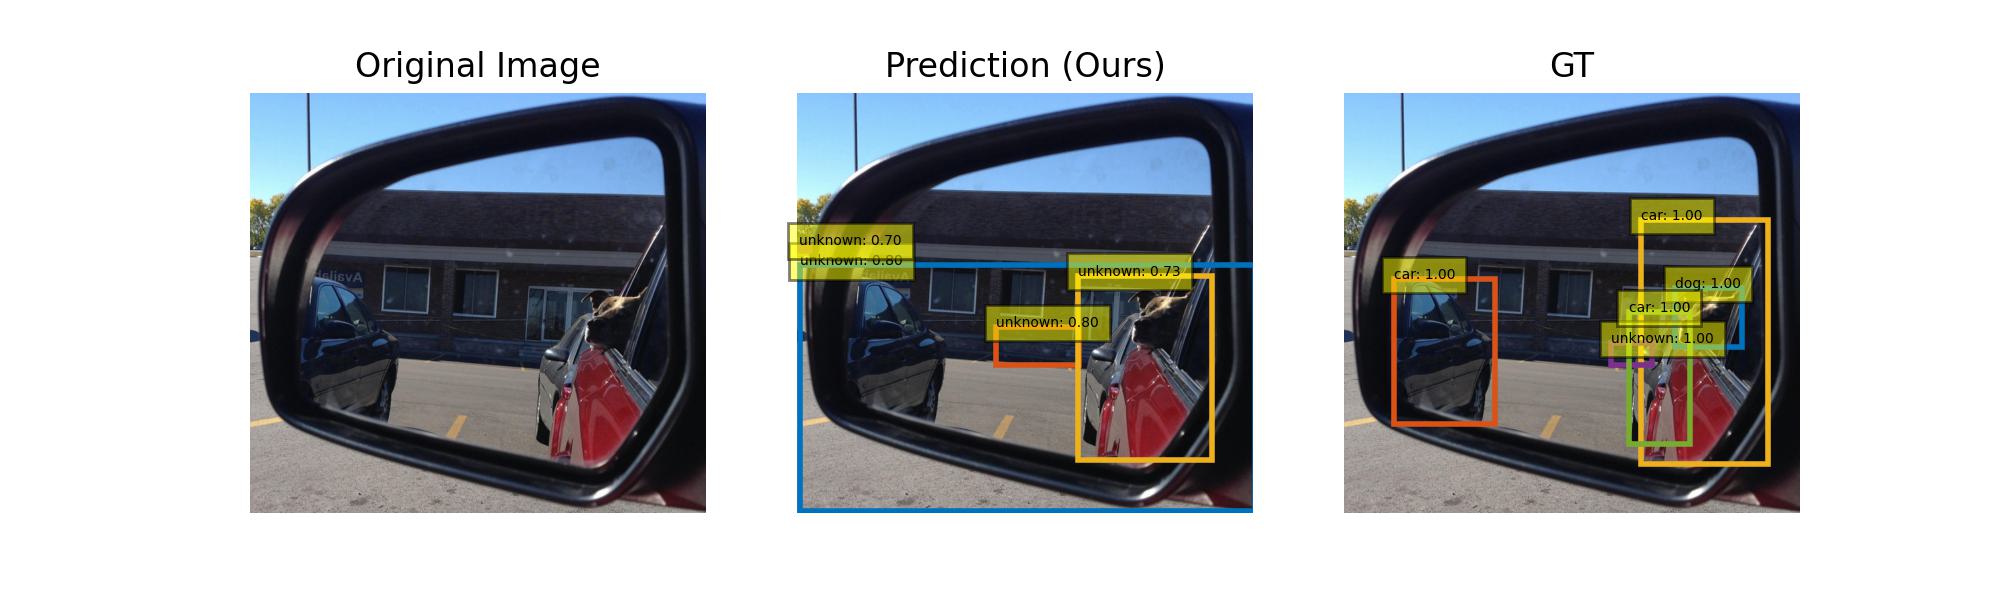 Original Image
Prediction (Ours)
GT
unknown: 0.70
unknown: 0.80
unknown: 0.73
unknown: 0.80
car: 1.00
car: 1.00
dog: 1.00
car: 1.00
unknown: 1.00